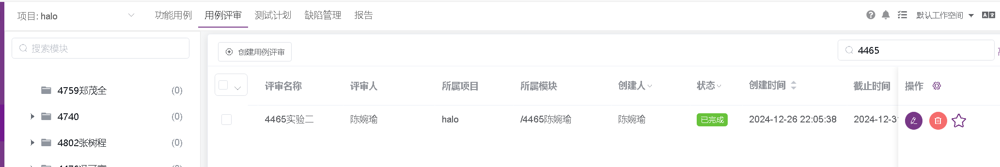 项目: halo 功能用例 用例评审 测试计划 缺陷管理 报告 默认工作空间
搜索模块
创建用例评审 4465
4759郑茂全 (0)
4740 (0)
4802张树程 (0)
评审名称 评审人 所属项目 所属模块 创建人 状态 创建时间 截止时间 操作
4465实验二 陈婉瑜 halo /4465陈婉瑜 陈婉瑜 已完成 2024-12-26 22:05:38 2024-12-31